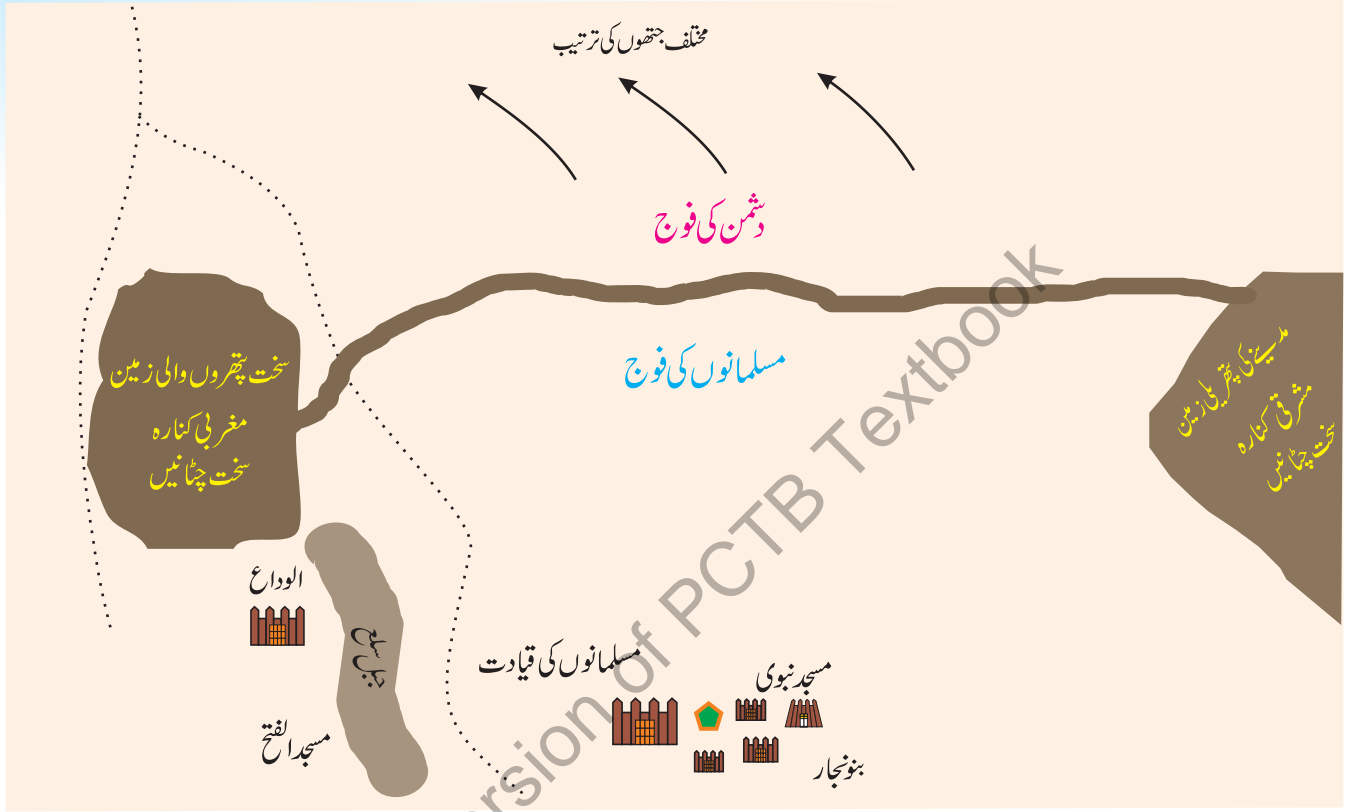 مختلف جتھوں کی ترتیب
دشمن کی فوج
مسلمانوں کی فوج
مدینے کی پتھریلی زمین
مشرقی کنارہ
سخت چٹانیں
سخت پتھروں والی زمین
مغربی کنارہ
سخت چٹانیں
الوداع
جبل سلع
مسلمانوں کی قیادت
مسجد نبوی
مسجد الفتح
بنو نجار
ersion of PCTB Textbook